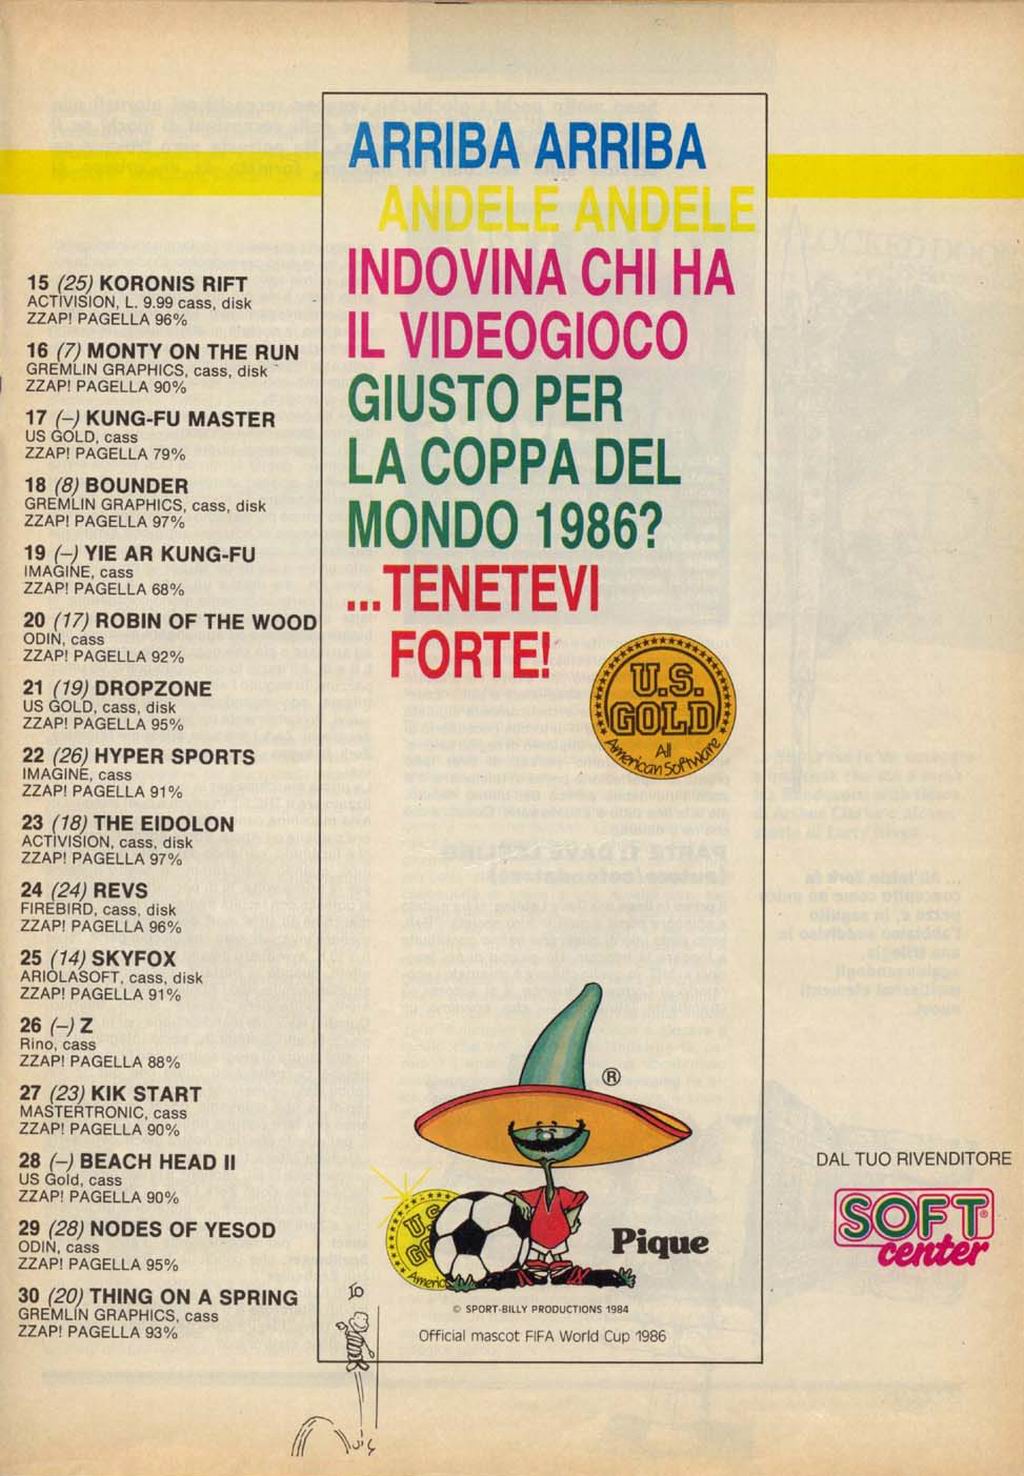 15 (25) KORONIS RIFT
ACTIVISION, L. 9.99 cass, disk
ZZAP! PAGELLA 96%
16 (7) MONTY ON THE RUN
GREMLIN GRAPHICS, cass, disk
ZZAP! PAGELLA 90%
17 (-) KUNG-FU MASTER
US GOLD, cass
ZZAP! PAGELLA 79%
18 (8) BOUNDER
GREMLIN GRAPHICS, cass, disk
ZZAP! PAGELLA 97%
19 (-) YIE AR KUNG-FU
IMAGINE, cass
ZZAP! PAGELLA 68%
20 (17) ROBIN OF THE WOOD
ODIN, cass
ZZAP! PAGELLA 92%
21 (19) DROPZONE
US GOLD, cass, disk
ZZAP! PAGELLA 95%
22 (26) HYPER SPORTS
IMAGINE, cass
ZZAP! PAGELLA 91%
23 (18) THE EIDOLON
ACTIVISION, cass, disk
ZZAP! PAGELLA 97%
24 (24) REVS
FIREBIRD, cass, disk
ZZAP! PAGELLA 96%
25 (14) SKYFOX
ARIOLASOFT, cass, disk
ZZAP! PAGELLA 91%
26 (-) Z
Rino, cass
ZZAP! PAGELLA 88%
27 (23) KIK START
MASTERTRONIC, cass
ZZAP! PAGELLA 90%
28 (-) BEACH HEAD II
US Gold, cass
ZZAP! PAGELLA 90%
29 (28) NODES OF YESOD
ODIN, cass
ZZAP! PAGELLA 95%
30 (20) THING ON A SPRING
GREMLIN GRAPHICS, cass
ZZAP! PAGELLA 93%
ARRIBA ARRIBA
ANDELE ANDELE
INDOVINA CHI HA
IL VIDEOGIOCO
GIUSTO PER
LA COPPA DEL
MONDO 1986?
...TENETEVI
FORTE!
U.S.
GOLD
All
American Software
®
U.S.
GO
Americ
Pique
© SPORT-BILLY PRODUCTIONS 1984
Official mascot FIFA World Cup 1986
DAL TUO RIVENDITORE
SOFT®
center